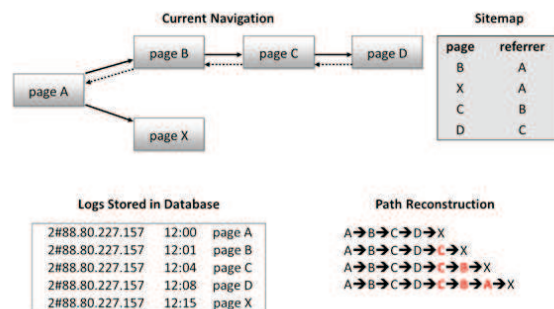 Current Navigation
page A
page B
page C
page D
page X
Sitemap
page referrer
B A
X A
C B
D C
Logs Stored in Database
2#88.80.227.157 12:00 page A
2#88.80.227.157 12:01 page B
2#88.80.227.157 12:04 page C
2#88.80.227.157 12:08 page D
2#88.80.227.157 12:15 page X
Path Reconstruction
A→B→C→D→X
A→B→C→D→C→X
A→B→C→D→C→B→X
A→B→C→D→C→B→A→X